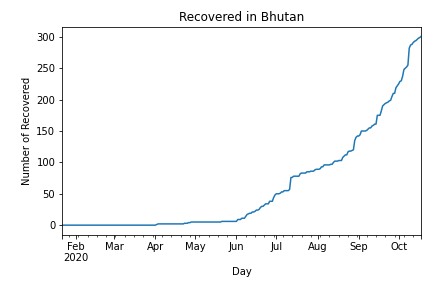 Recovered in Bhutan
Number of Recovered
300
250
200
150
100
50
0
Feb Mar Apr May Jun Jul Aug Sep Oct
2020
Day